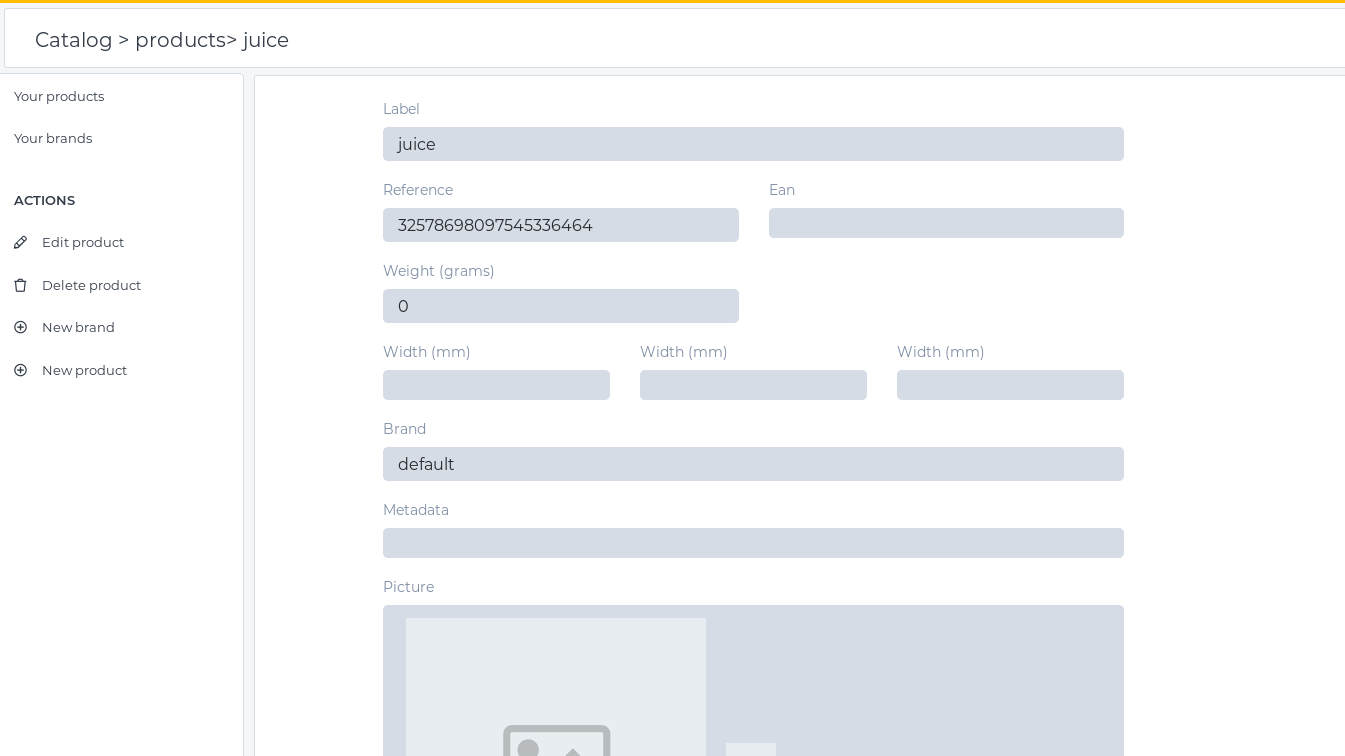 Catalog > products> juice
Your products
Your brands
ACTIONS
Edit product
Delete product
New brand
New product
Label
juice
Reference
Ean
32578698097545336464
Weight (grams)
0
Width (mm)
Width (mm)
Width (mm)
Brand
default
Metadata
Picture